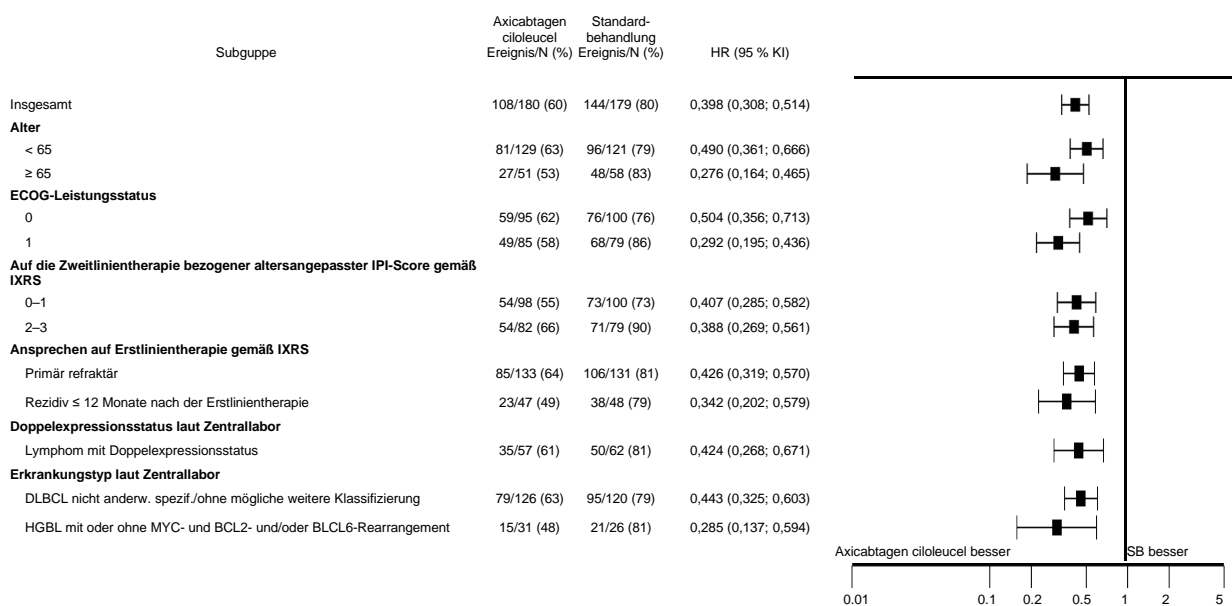 Axicabtagen ciloleucel Ereignis/N (%)
Standard-behandlung Ereignis/N (%)
Subguppe
HR (95 % KI)
Insgesamt 108/180 (60) 144/179 (80) 0,398 (0,308; 0,514)
Alter
< 65 81/129 (63) 96/121 (79) 0,490 (0,361; 0,666)
≥ 65 27/51 (53) 48/58 (83) 0,276 (0,164; 0,465)
ECOG-Leistungsstatus
0 59/95 (62) 76/100 (76) 0,504 (0,356; 0,713)
1 49/85 (58) 68/79 (86) 0,292 (0,195; 0,436)
Auf die Zweitlinientherapie bezogener altersangepasster IPI-Score gemäß
IXRS
0–1 54/98 (55) 73/100 (73) 0,407 (0,285; 0,582)
2–3 54/82 (66) 71/79 (90) 0,388 (0,269; 0,561)
Ansprechen auf Erstlinientherapie gemäß IXRS
Primär refraktär 85/133 (64) 106/131 (81) 0,426 (0,319; 0,570)
Rezidiv ≤ 12 Monate nach der Erstlinientherapie 23/47 (49) 38/48 (79) 0,342 (0,202; 0,579)
Doppelexpressionsstatus laut Zentrallabor
Lymphom mit Doppelexpressionsstatus 35/57 (61) 50/62 (81) 0,424 (0,268; 0,671)
Erkrankungstyp laut Zentrallabor
DLBCL nicht anderw. spezif./ohne mögliche weitere Klassifizierung 79/126 (63) 95/120 (79) 0,443 (0,325; 0,603)
HGBL mit oder ohne MYC- und BCL2- und/oder BLCL6-Rearrangement 15/31 (48) 21/26 (81) 0,285 (0,137; 0,594)
Axicabtagen ciloleucel besser SB besser
0.01 0.1 0.2 0.5 1 2 5